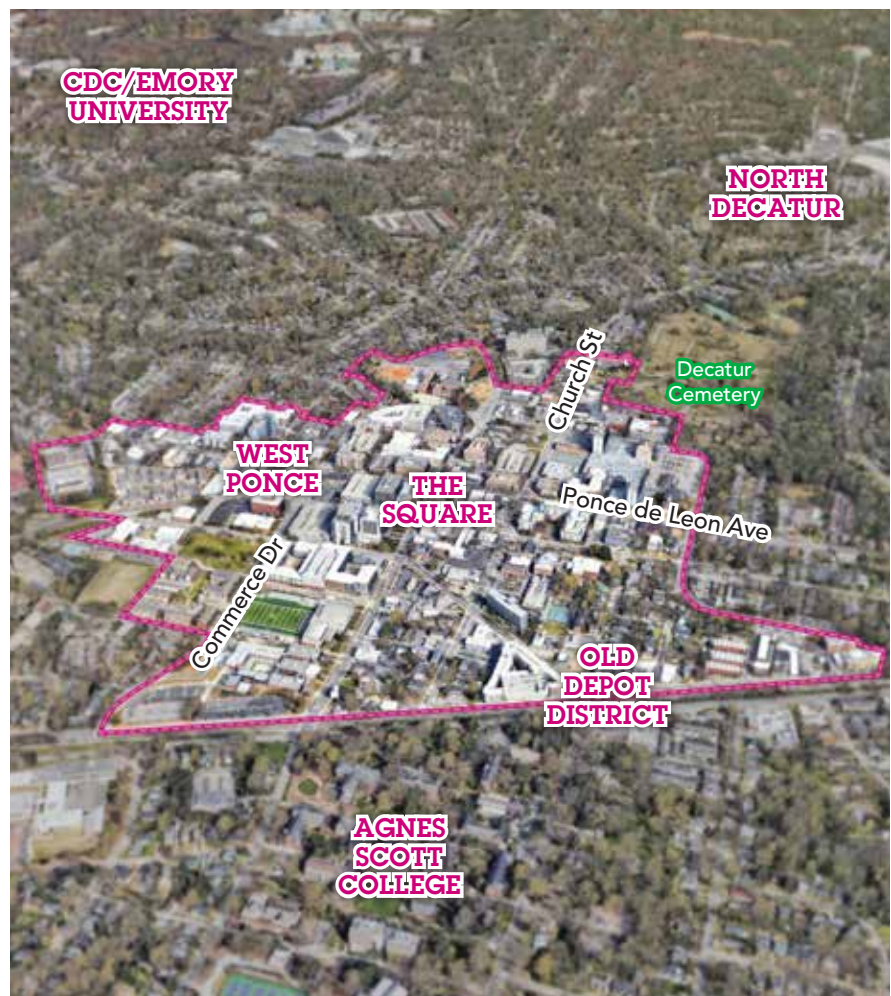 CDC/EMORY
UNIVERSITY
NORTH
DECATUR
Church St
Decatur
Cemetery
WEST
PONCE
THE
SQUARE
Ponce de Leon Ave
Commerce Dr
OLD
DEPOT
DISTRICT
AGNES
SCOTT
COLLEGE